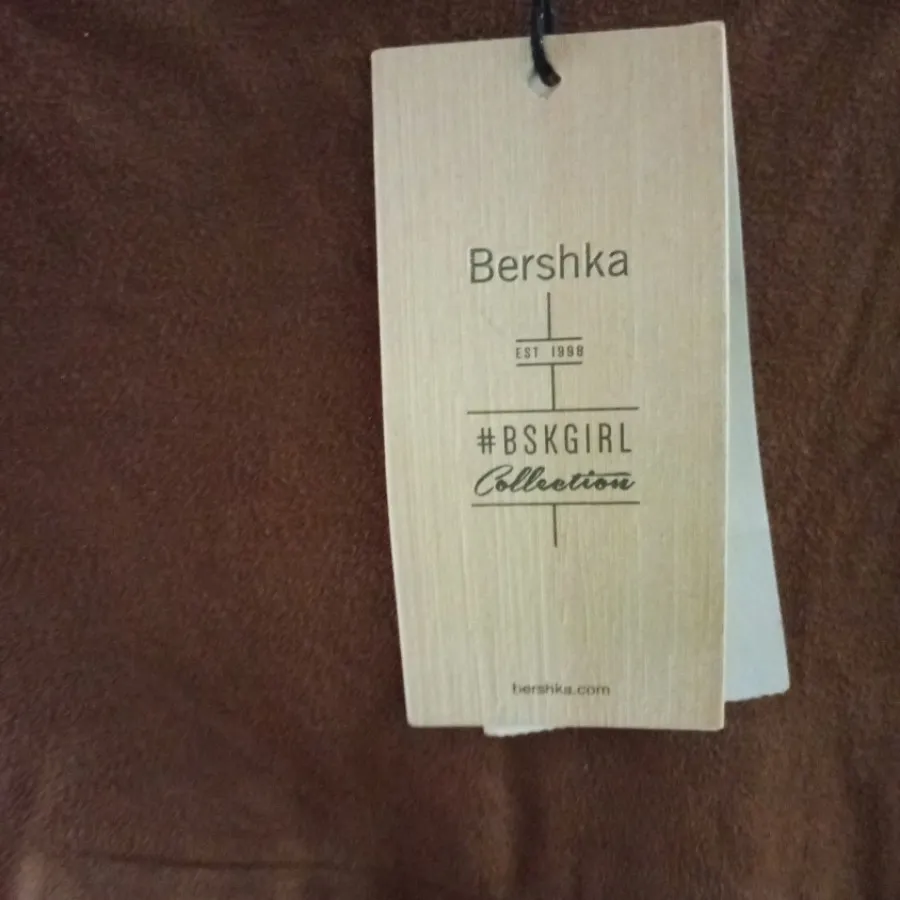 Bershka
EST 1998
#BSKGIRL
Collection
bershka.com